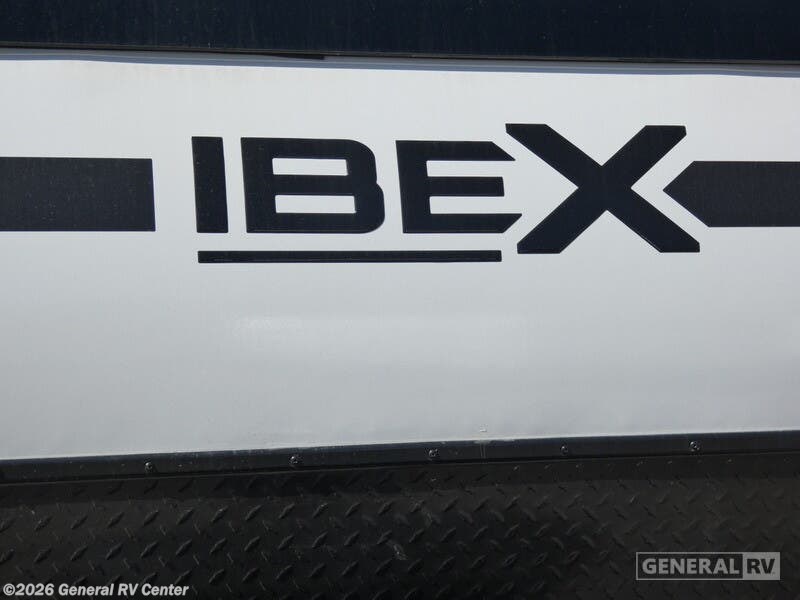 IBEX
GENERAL RV
©2026 General RV Center